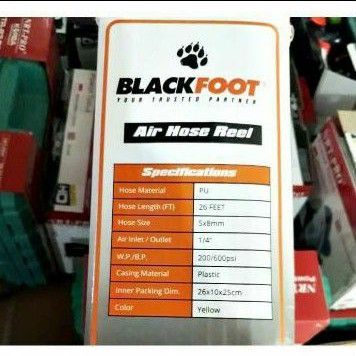 BLACKFOOT
YOUR TRUSTED PARTNER
Air Hose Reel
Specifications
Hose Material PU
Hose Length (FT) 26 FEET
Hose Size 5x8mm
Air Inlet / Outlet 1/4"
W.P./B.P. 200/600psi
Casing Material Plastic
Inner Packing Dim. 26x10x25cm
Color Yellow